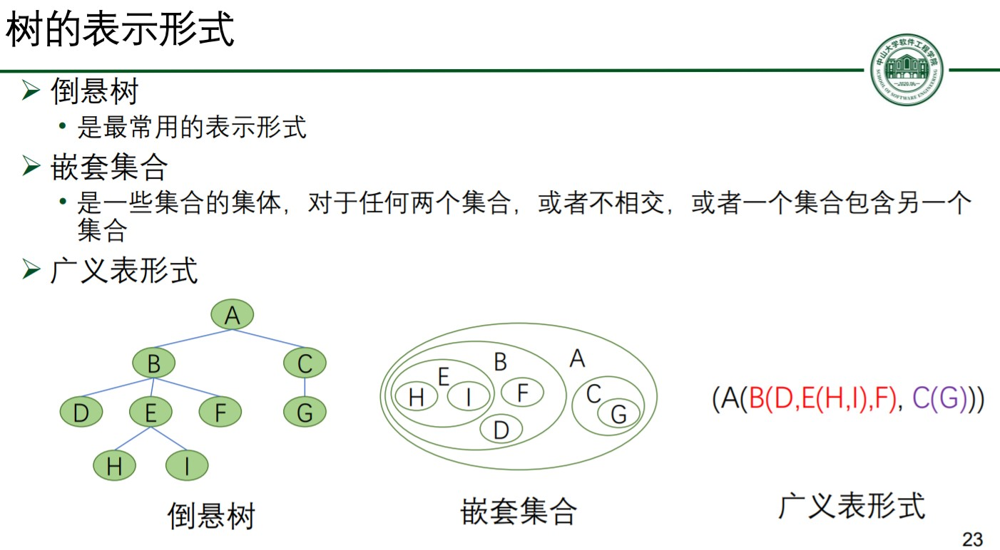 树的表示形式
中山大学软件工程学院
SCHOOL OF SOFTWARE ENGINEERING
➢ 倒悬树
• 是最常用的表示形式
➢ 嵌套集合
• 是一些集合的集体，对于任何两个集合，或者不相交，或者一个集合包含另一个
集合
➢ 广义表形式
A
B C
D E F G
H I
倒悬树
B A
E
H I F C
G
D
嵌套集合
(A(B(D,E(H,I),F), C(G)))
广义表形式
23